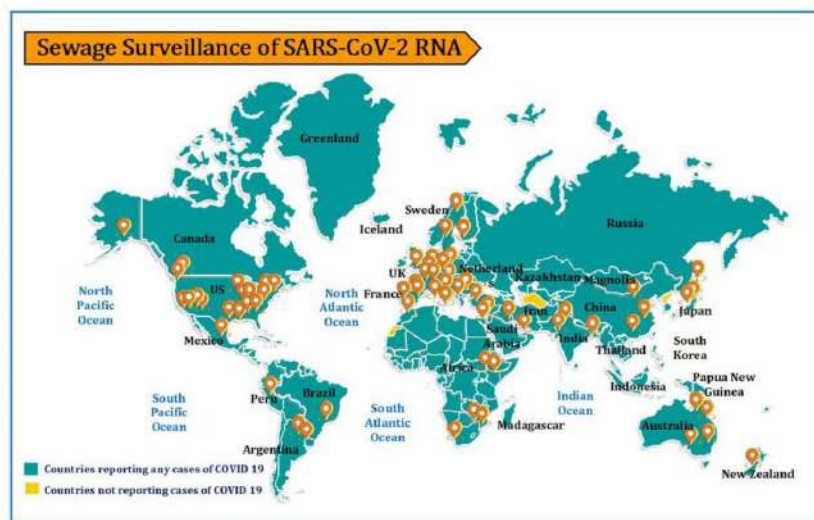 Sewage Surveillance of SARS-CoV-2 RNA
Greenland
Sweden
Iceland
Russia
Canada
UK
Netherland
s
Kazakhstan
Magnolia
US
North
Pacific
Ocean
North
Atlantic
Ocean
France
Iran
China
Japan
Mexico
Saudi
Arabia
India
Thailand
South
Korea
Africa
Indonesia
Papua New
Guinea
Peru
Brazil
South
Pacific
Ocean
South
Atlantic
Ocean
Indian
Ocean
Madagascar
Australia
Argentina
New Zealand
Countries reporting any cases of COVID 19
Countries not reporting cases of COVID 19